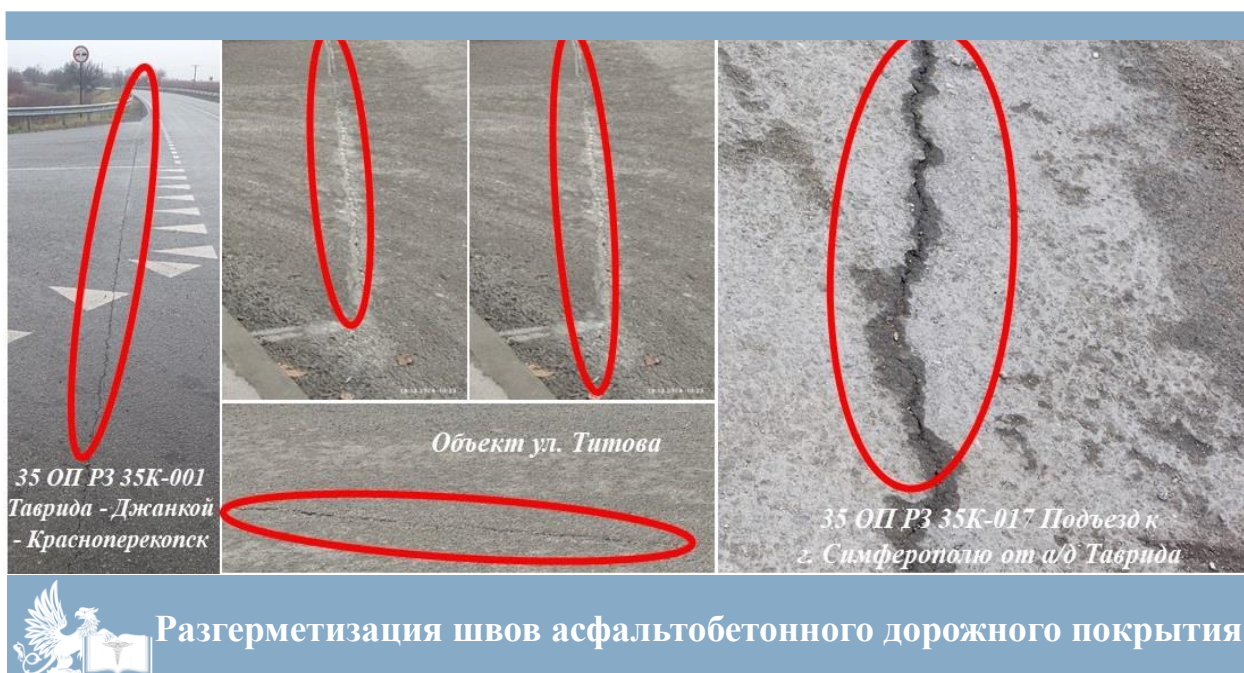 35 ОП РЗ 35К-001
Таврида - Джанкой
- Красноперекопск
Объект ул. Титова
35 ОП РЗ 35К-017 Подъезд к
г. Симферополю от а/д Таврида
Разгерметизация швов асфальтобетонного дорожного покрытия